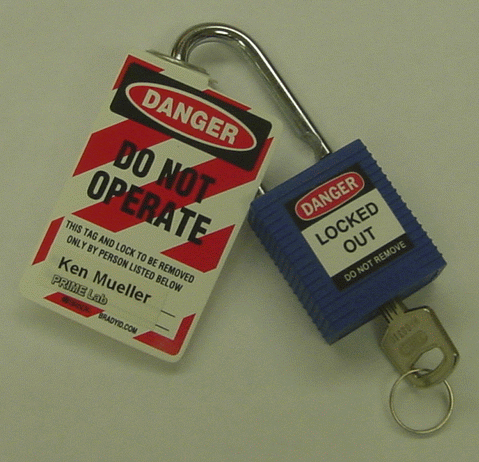 DANGER
DO NOT
OPERATE
THIS TAG AND LOCK TO BE REMOVED
ONLY BY PERSON LISTED BELOW
Ken Mueller
PRIME Lab
BRADYID.COM
DANGER
LOCKED
OUT
DO NOT REMOVE